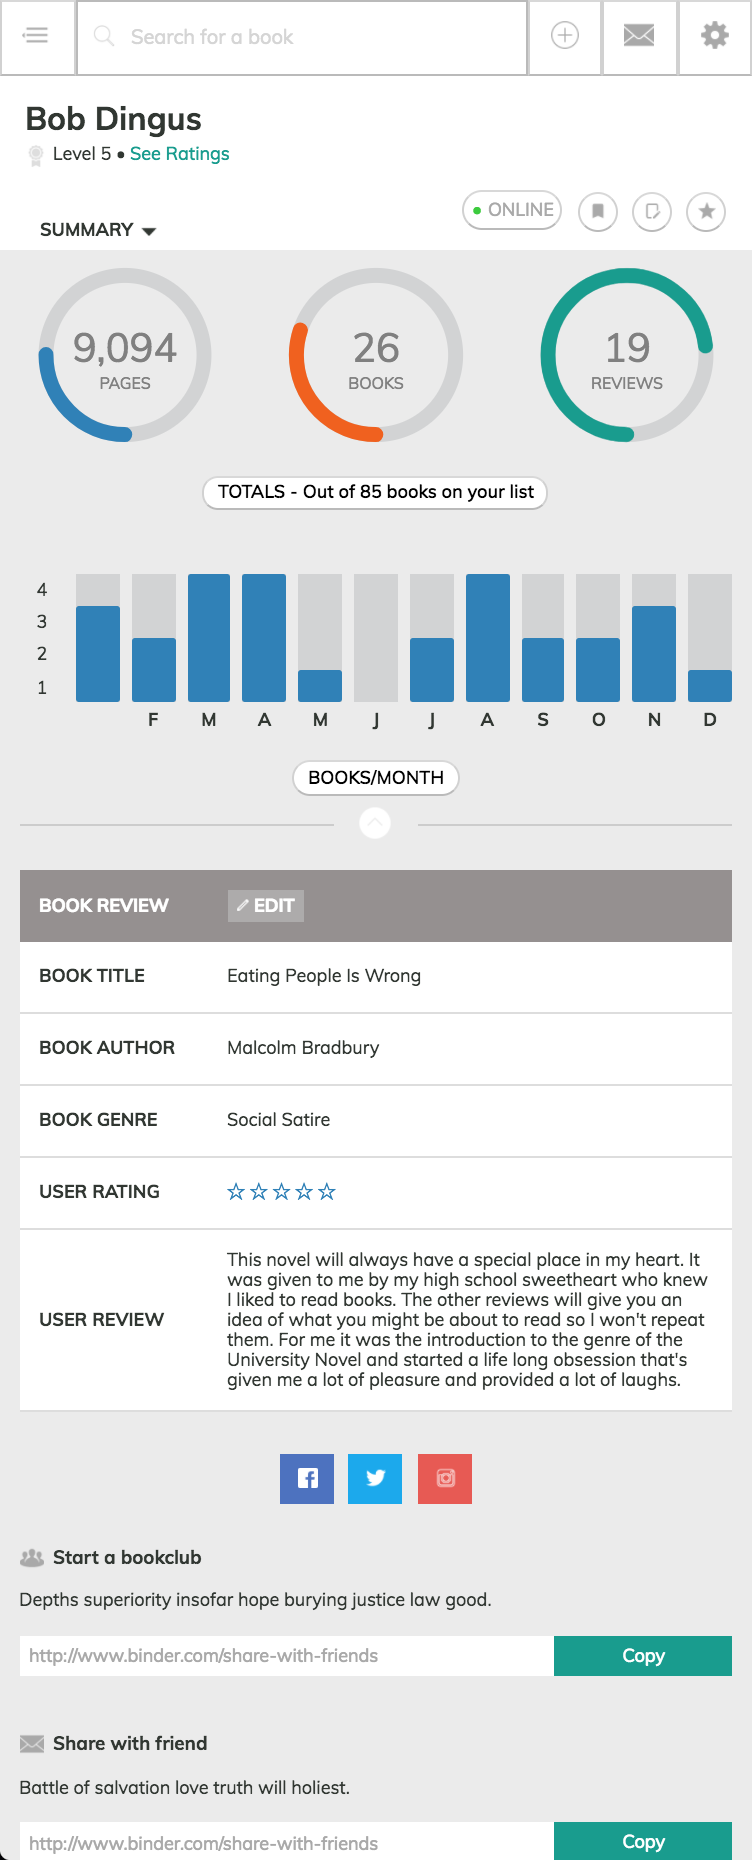 Search for a book
Bob Dingus
Level 5 • See Ratings
SUMMARY
ONLINE
9,094
PAGES
26
BOOKS
19
REVIEWS
TOTALS - Out of 85 books on your list
4
3
2
1
F M A M J J A S O N D
BOOKS/MONTH
BOOK REVIEW EDIT
BOOK TITLE Eating People Is Wrong
BOOK AUTHOR Malcolm Bradbury
BOOK GENRE Social Satire
USER RATING
USER REVIEW
This novel will always have a special place in my heart. It
was given to me by my high school sweetheart who knew
I liked to read books. The other reviews will give you an
idea of what you might be about to read so I won't repeat
them. For me it was the introduction to the genre of the
University Novel and started a life long obsession that's
given me a lot of pleasure and provided a lot of laughs.
Start a bookclub
Depths superiority insofar hope burying justice law good.
http://www.binder.com/share-with-friends Copy
Share with friend
Battle of salvation love truth will holiest.
http://www.binder.com/share-with-friends Copy